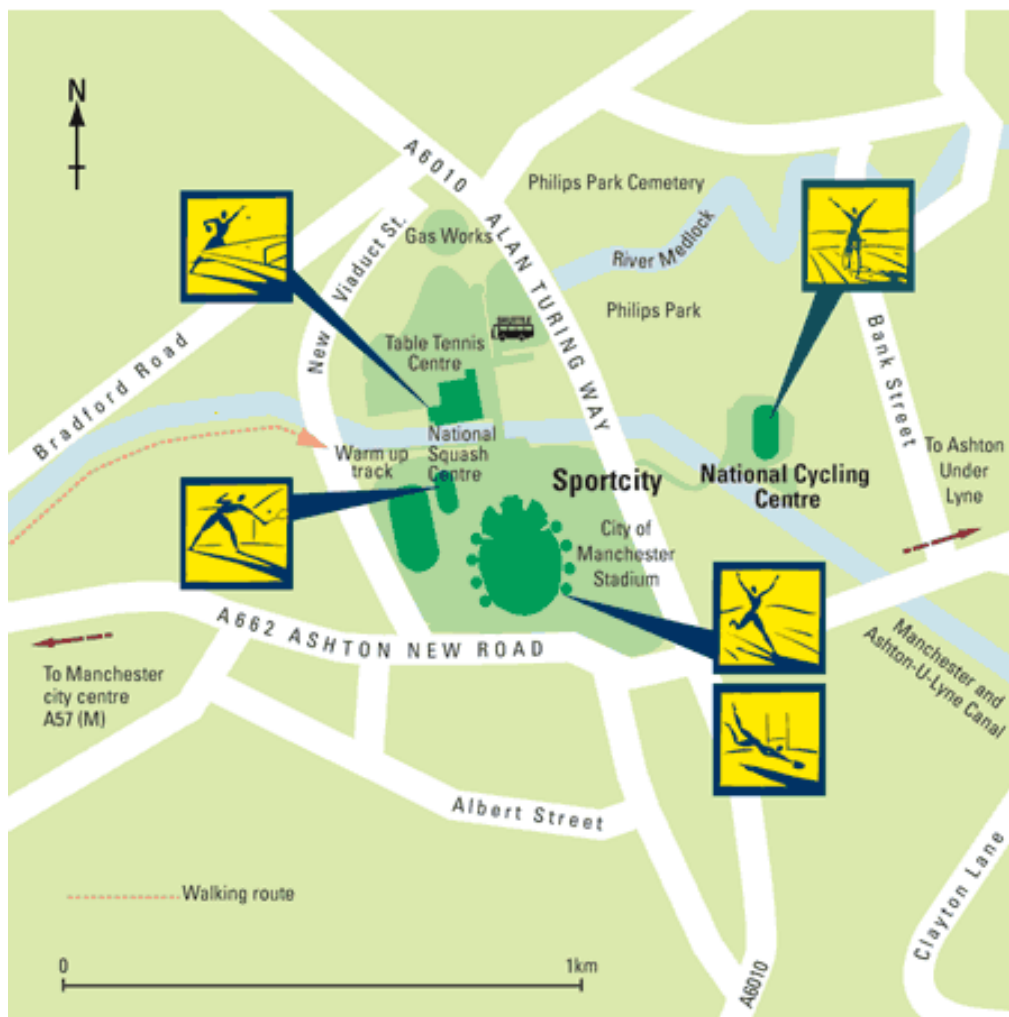 N
A6010
ALAN TURING WAY
Philips Park Cemetery
Gas Works
New Viaduct St.
River Medlock
Philips Park
SHUTTLE
Table Tennis
Centre
Bradford Road
Bank Street
National
Squash
Centre
Warm up
track
Sportcity
National Cycling
Centre
To Ashton
Under
Lyne
City of
Manchester
Stadium
A662 ASHTON NEW ROAD
To Manchester
city centre
A57 (M)
Manchester and
Ashton-U-Lyne Canal
Albert Street
Clayton Lane
Walking route
0
1km
A6010